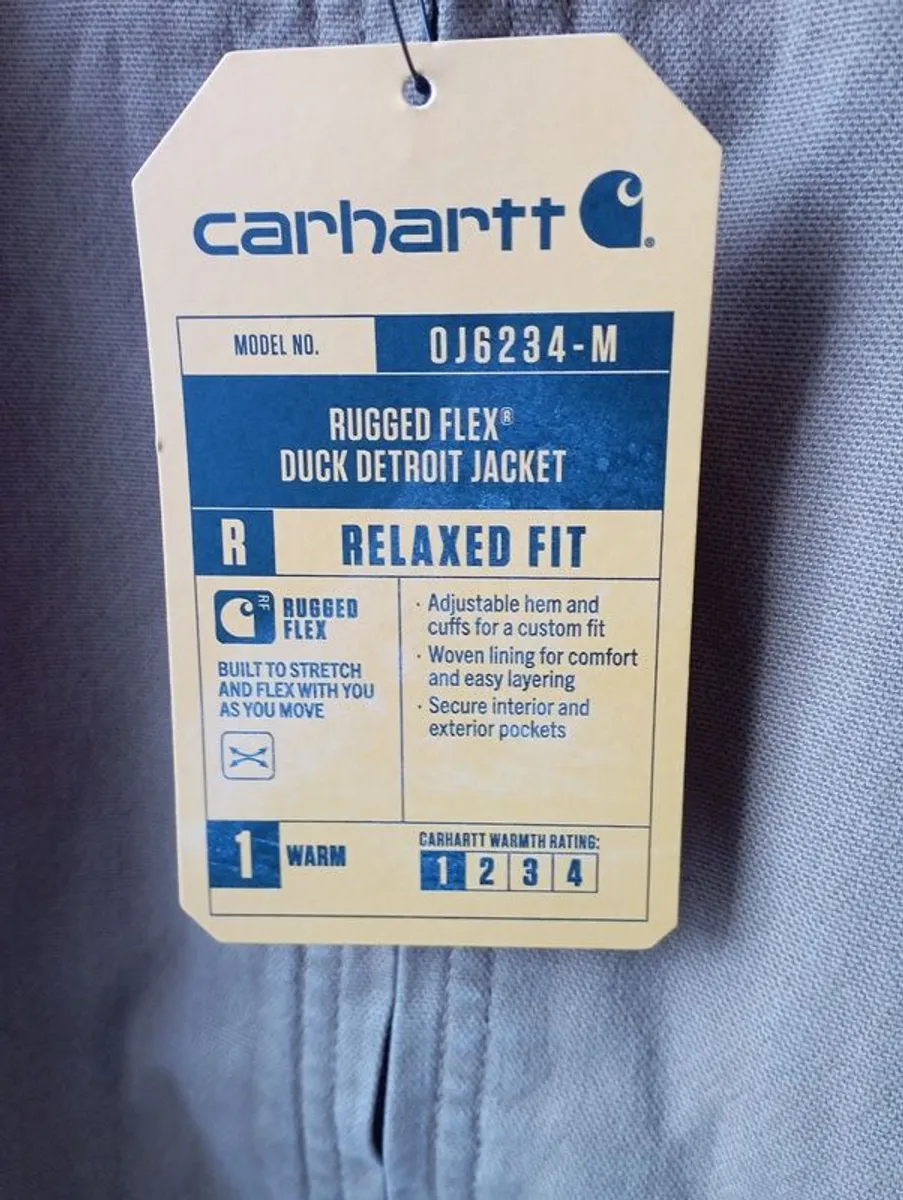 carhartt
MODEL NO. OJ6234-M
RUGGED FLEX®
DUCK DETROIT JACKET
R RELAXED FIT
RF
RUGGED
FLEX
BUILT TO STRETCH
AND FLEX WITH YOU
AS YOU MOVE
· Adjustable hem and
cuffs for a custom fit
· Woven lining for comfort
and easy layering
· Secure interior and
exterior pockets
1 WARM
CARHARTT WARMTH RATING:
1 2 3 4